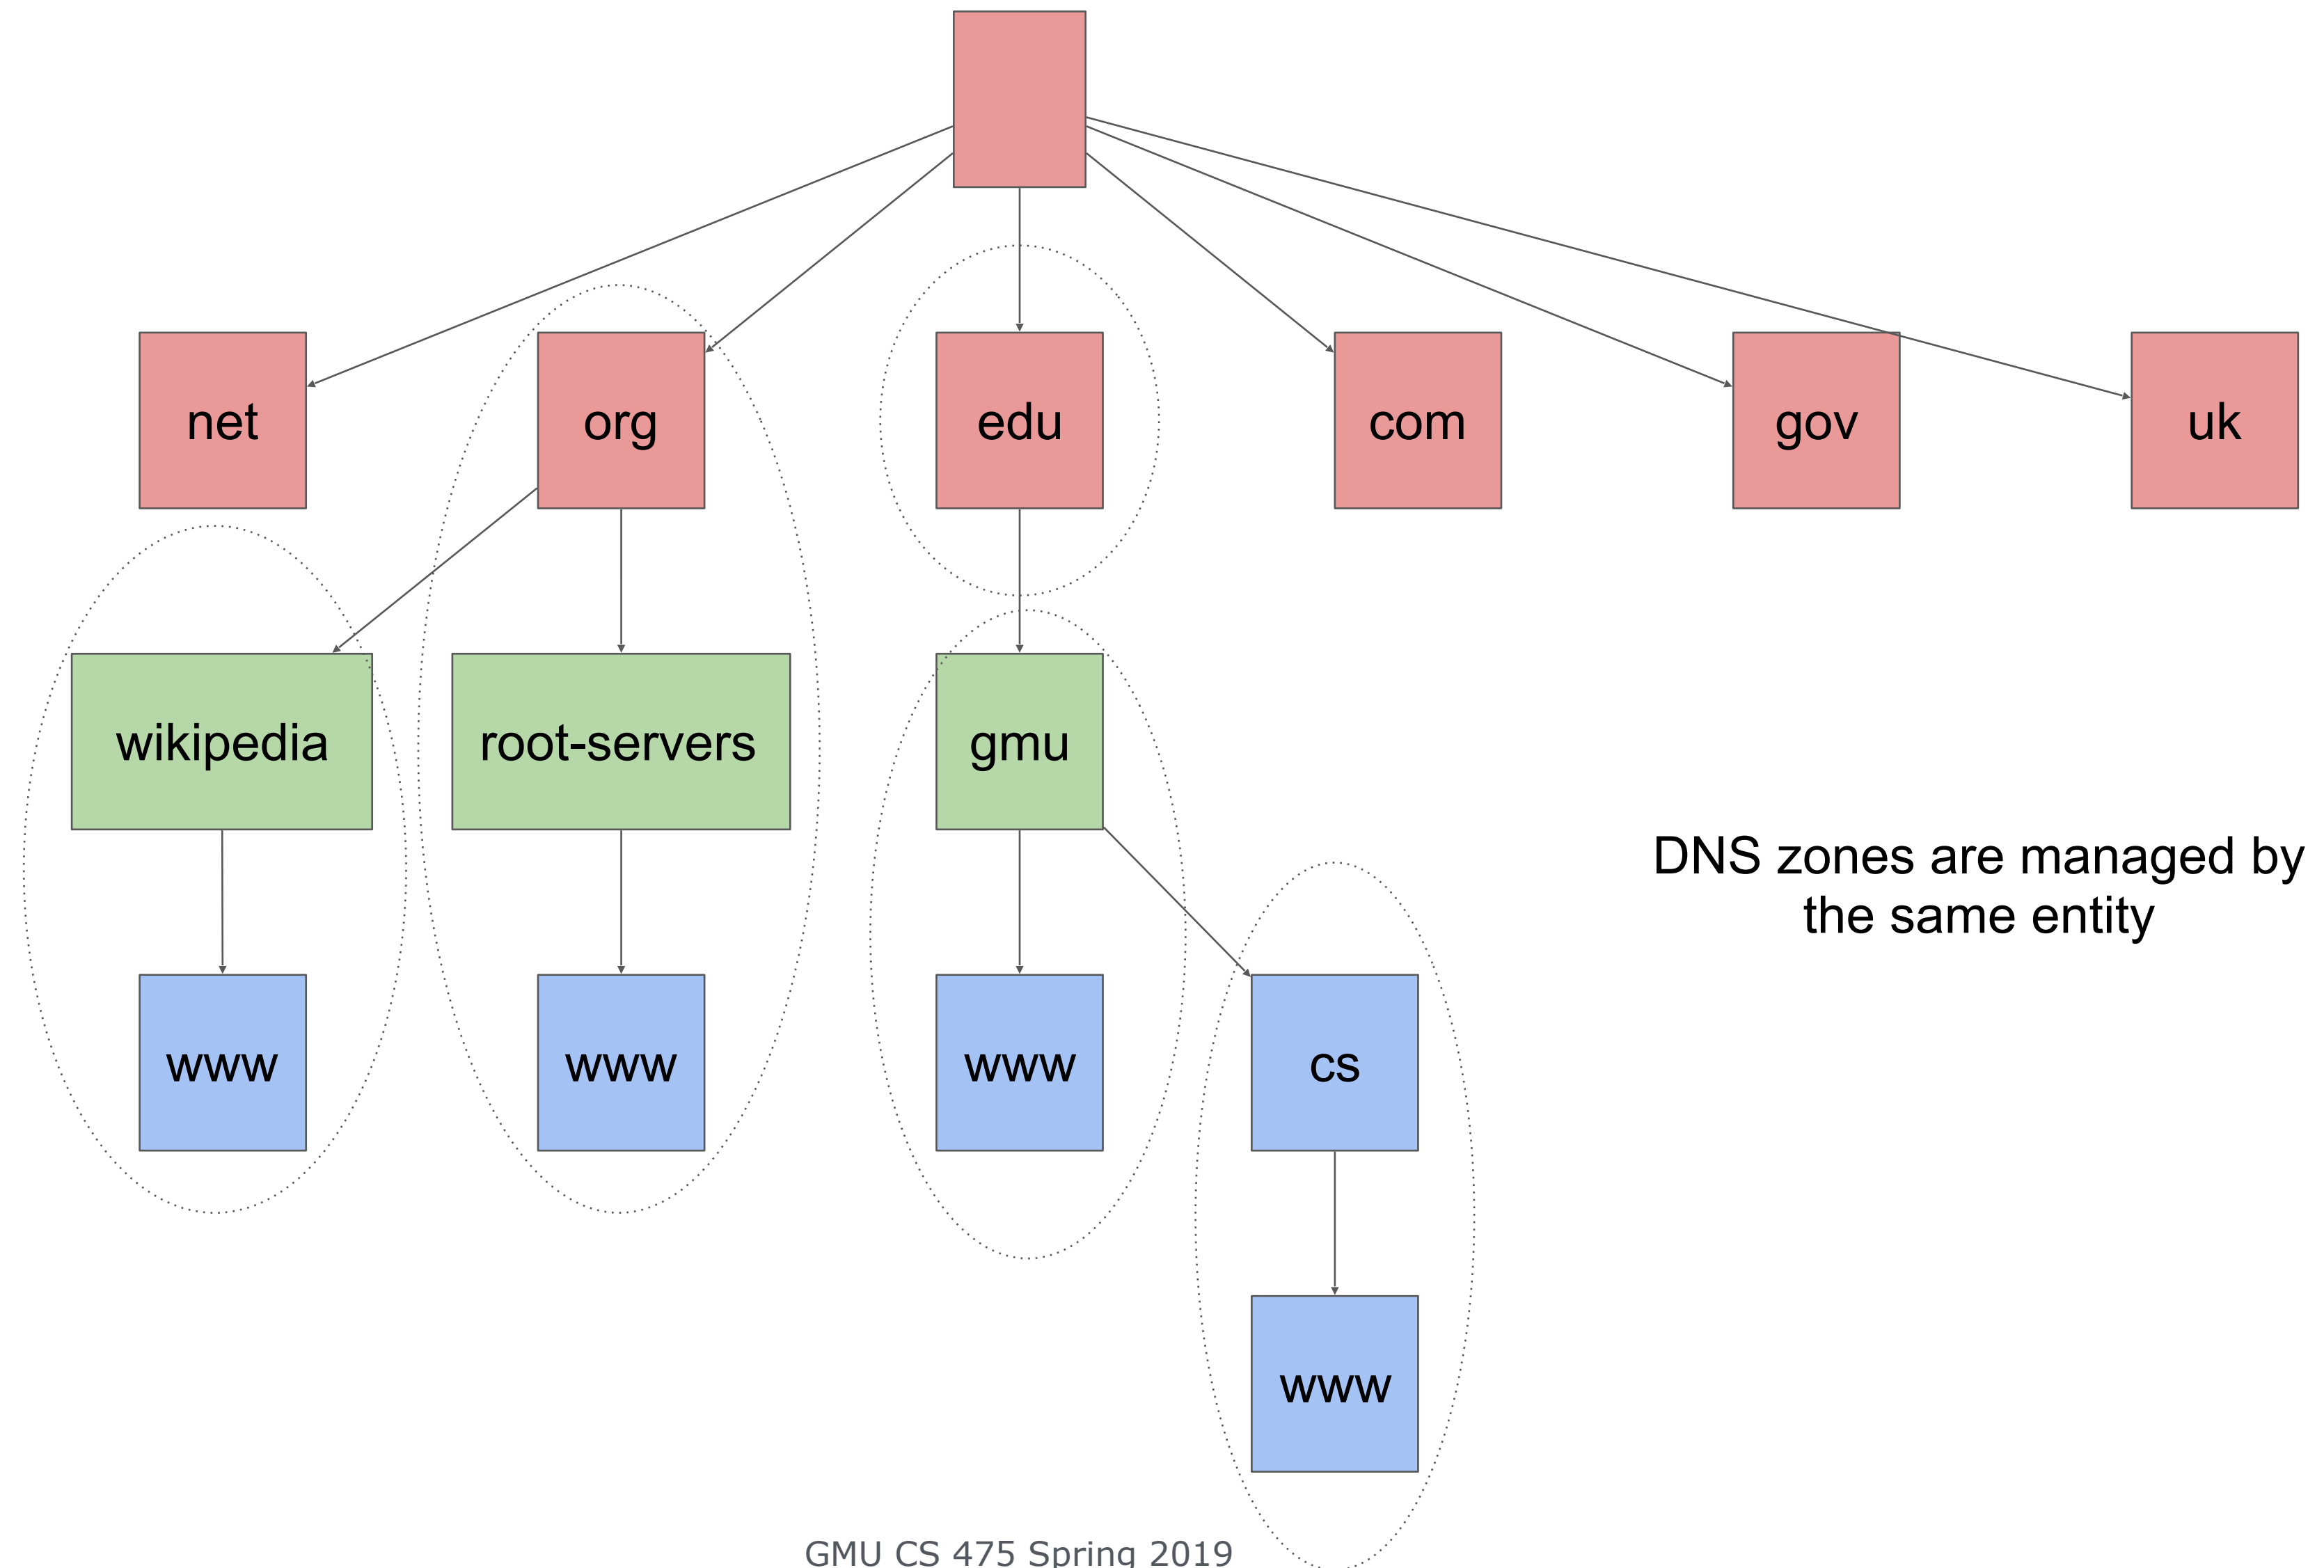 net
org
edu
com
gov
uk
wikipedia
root-servers
gmu
DNS zones are managed by
the same entity
www
www
www
cs
www
GMU CS 475 Spring 2019